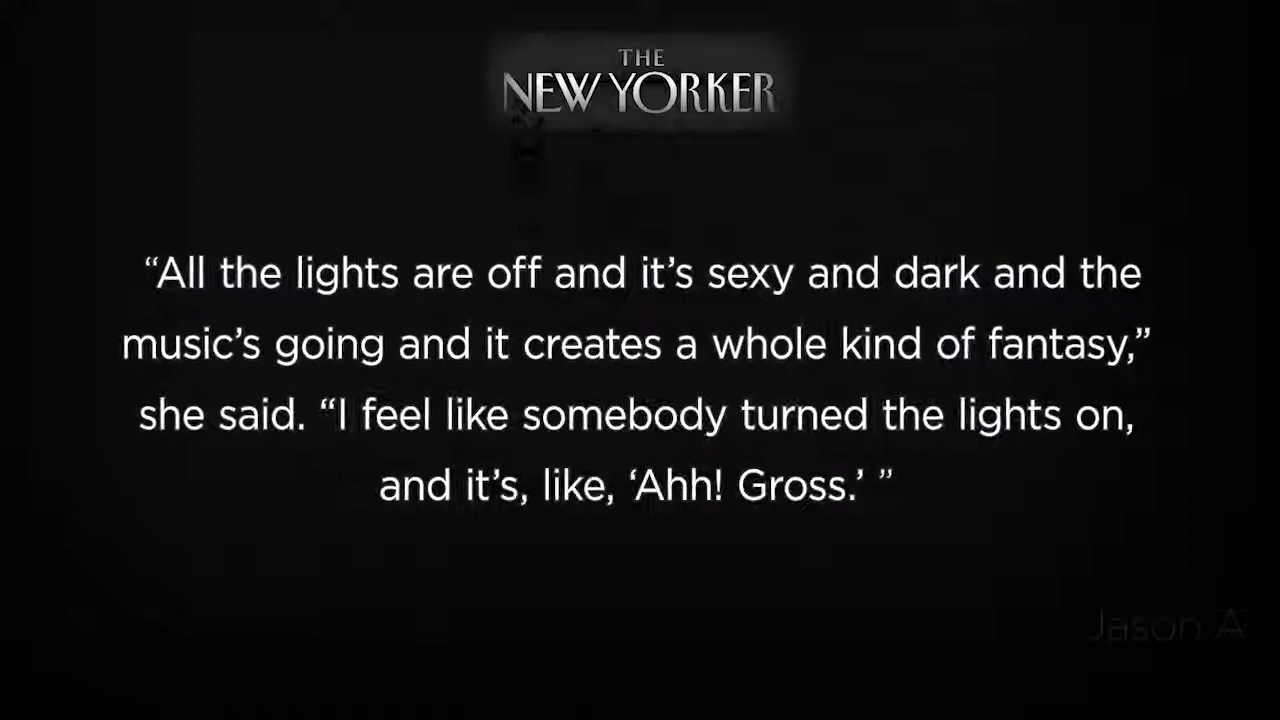 THE
NEW YORKER
“All the lights are off and it’s sexy and dark and the
music’s going and it creates a whole kind of fantasy,”
she said. “I feel like somebody turned the lights on,
and it’s, like, ‘Ahh! Gross.’ ”
Jason A